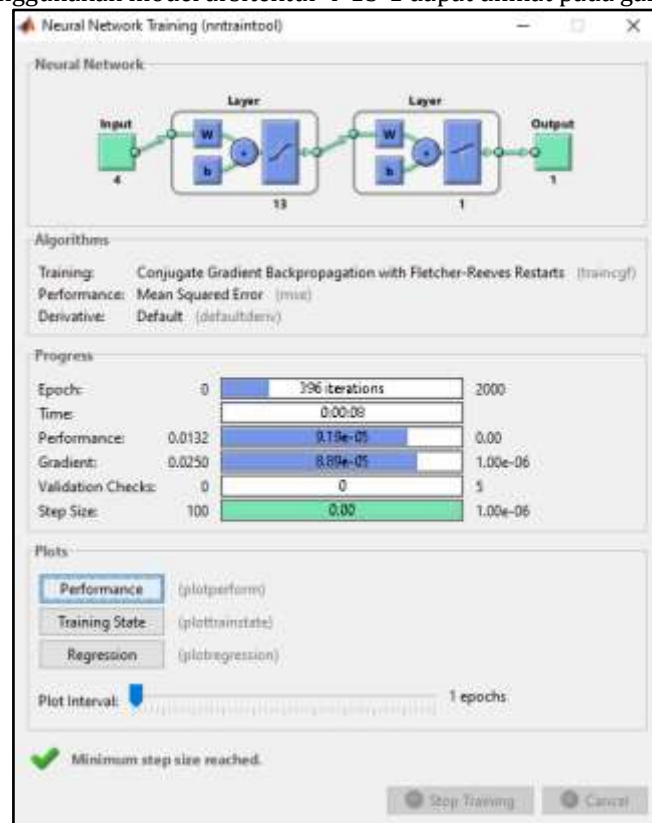 Neural Network Training (nntraintool)
Neural Network
Layer Layer
Input Output
W W
b b
4 13 1 1
Algorithms
Training: Conjugate Gradient Backpropagation with Fletcher-Reeves Restarts (traincgf)
Performance: Mean Squared Error (mse)
Derivative: Default (defaultderiv)
Progress
Epoch: 0 396 iterations 2000
Time: 0:00:08
Performance: 0.0132 0.00
Gradient: 0.0250 8.89e-05 1.00e-06
Validation Checks: 0 0 5
Step Size: 100 0.00 1.00e-06
Plots
Performance (plotperform)
Training State (plottrainstate)
Regression (plotregression)
Plot Interval: 1 epochs
Minimum step size reached.
Stop Training Cancel